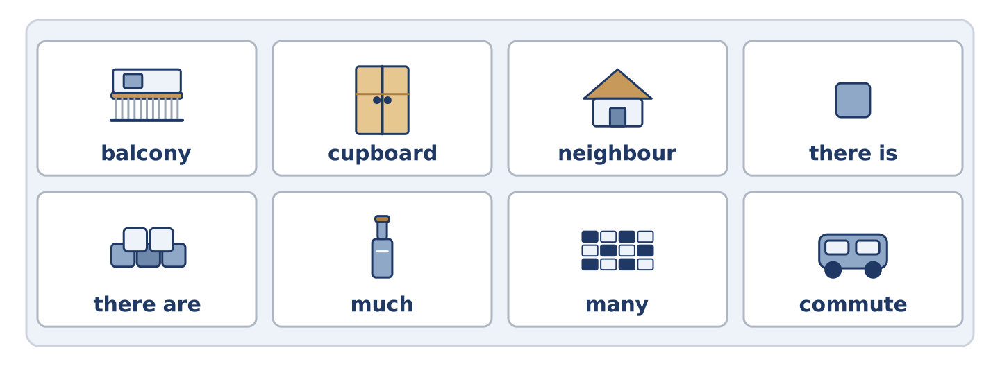 balcony
cupboard
neighbour
there is
there are
much
many
commute